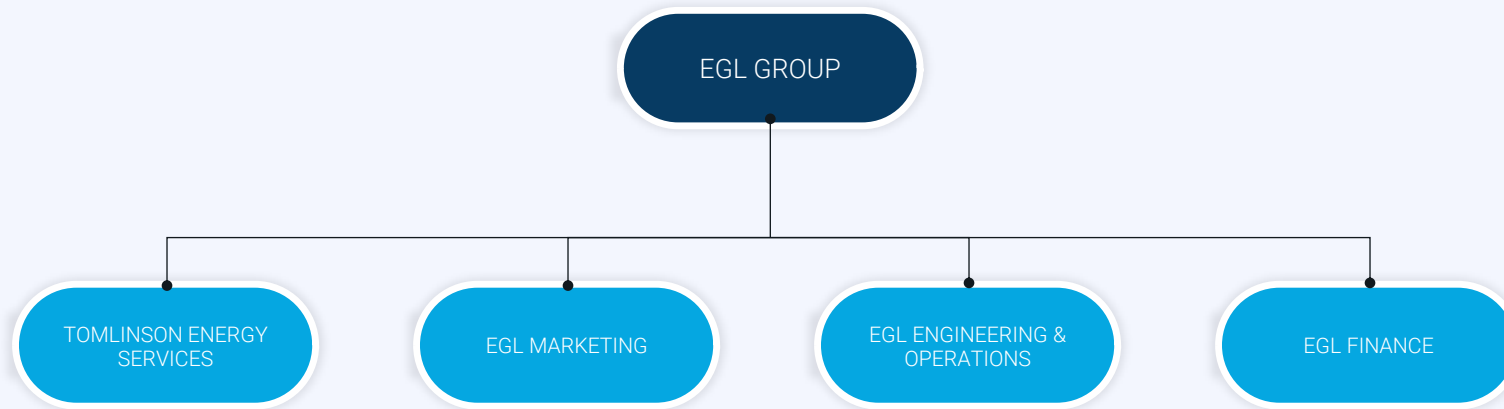 EGL GROUP
TOMLINSON ENERGY
SERVICES
EGL MARKETING
EGL ENGINEERING &
OPERATIONS
EGL FINANCE